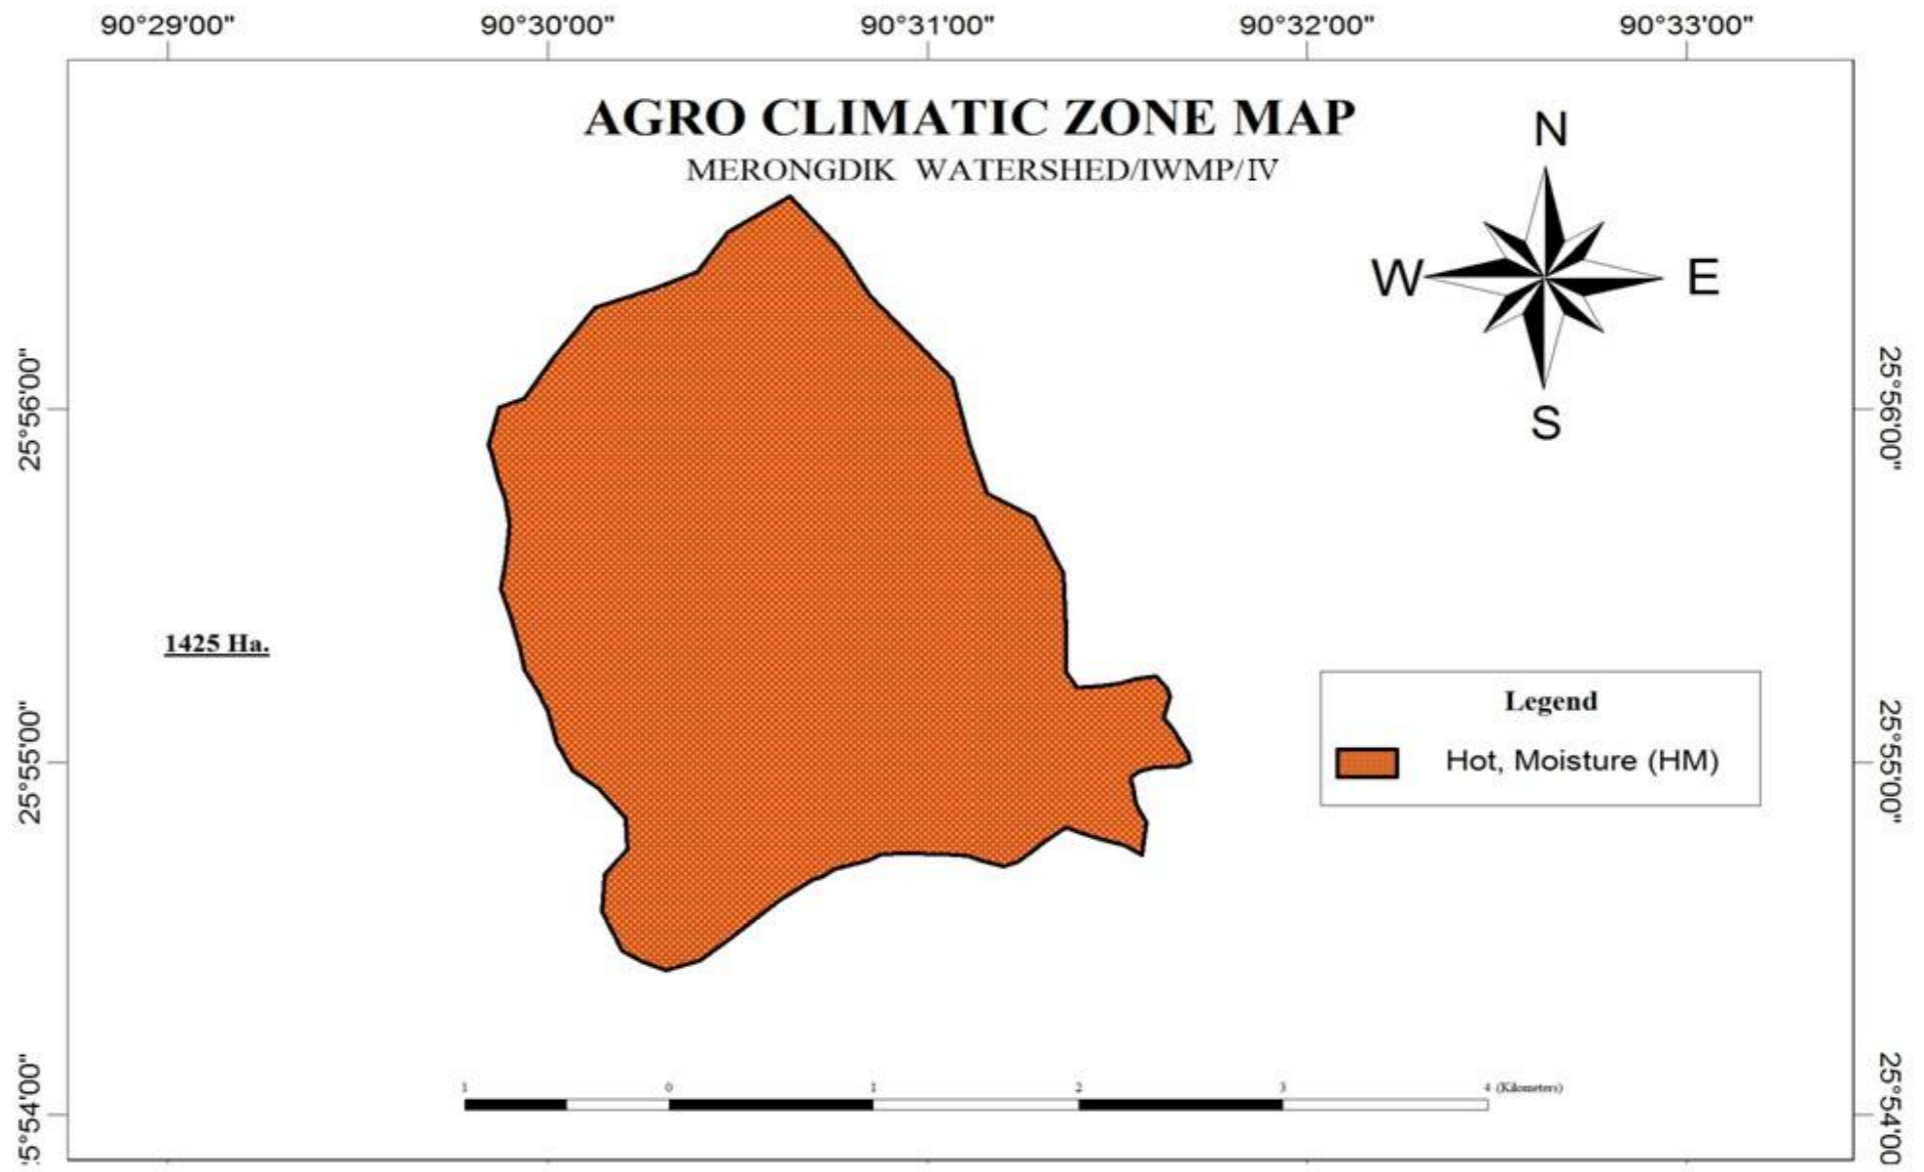 90°29'00" 90°30'00" 90°31'00" 90°32'00" 90°33'00"
AGRO CLIMATIC ZONE MAP
MERONGDIK WATERSHED/IWMP/IV
N
W E
S
25°56'00" 25°56'00"
1425 Ha.
Legend
Hot, Moisture (HM)
25°55'00" 25°55'00"
1 0 1 2 3 4 (Kilometers)
5°54'00" 25°54'00